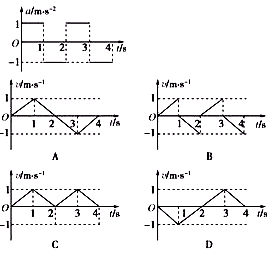 a/m·s⁻²
1
O 1 2 3 4 t/s
-1
v/m·s⁻¹ v/m·s⁻¹
1 1
O 1 2 3 4 t/s O 1 2 3 4 t/s
-1 -1
A B
v/m·s⁻¹ v/m·s⁻¹
1 1
O 1 2 3 4 t/s O 1 2 3 4 t/s
-1 -1
C D